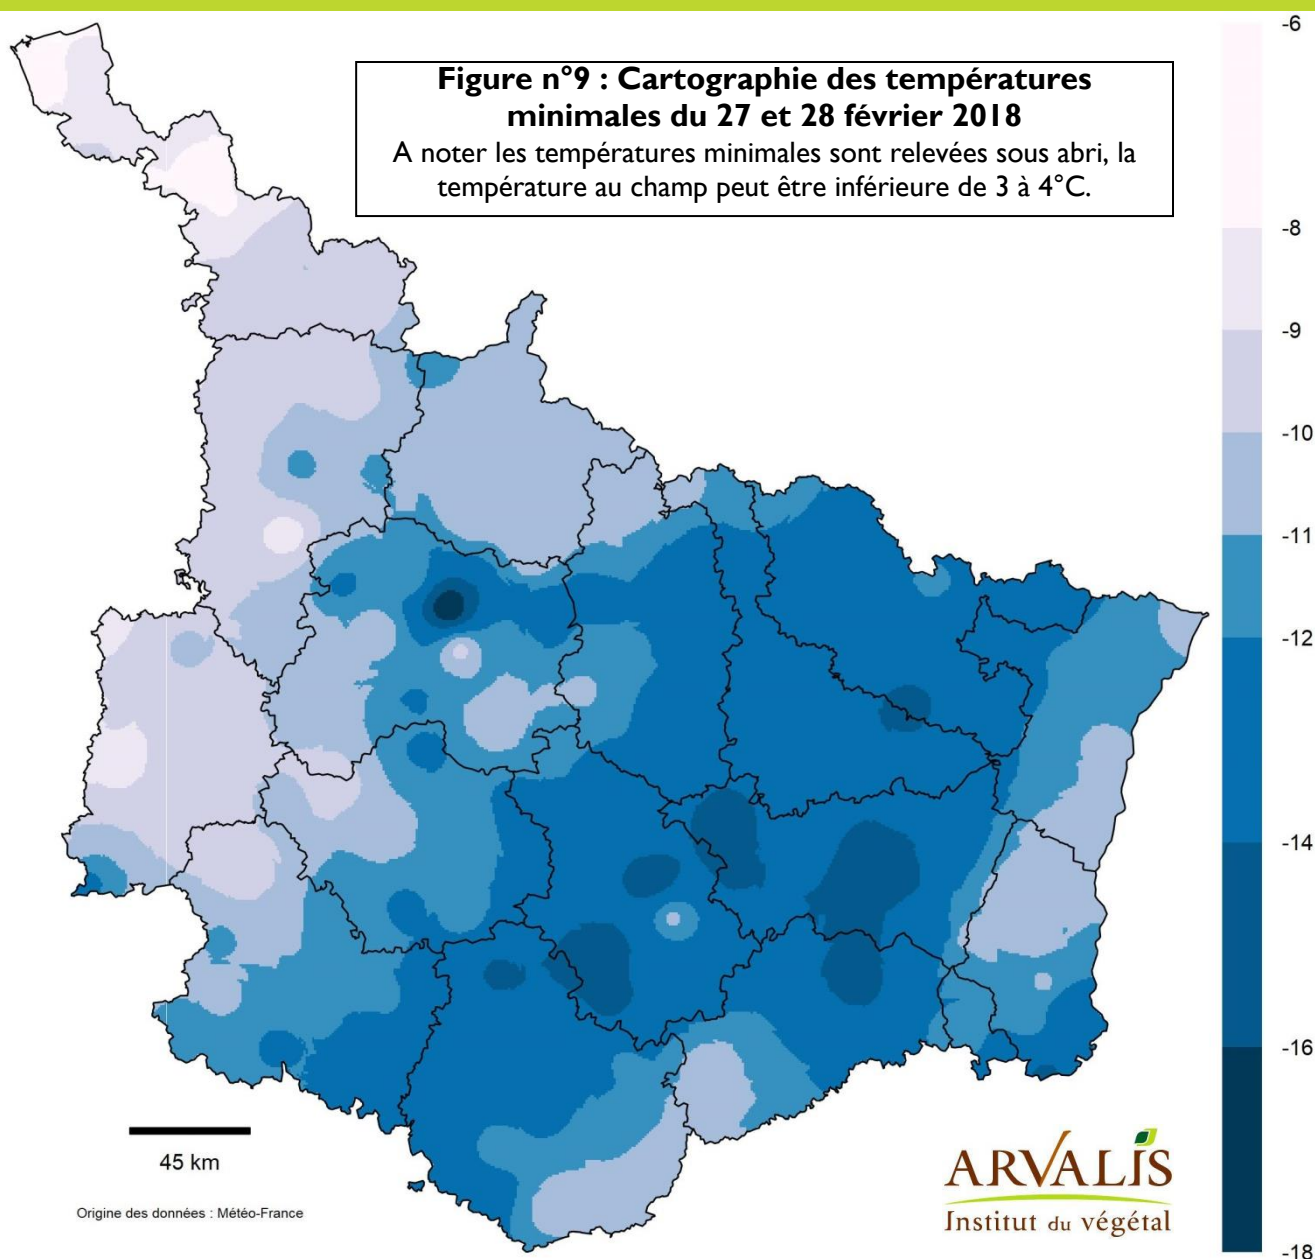 Figure n°9 : Cartographie des températures
minimales du 27 et 28 février 2018
A noter les températures minimales sont relevées sous abri, la
température au champ peut être inférieure de 3 à 4°C.
-6
-8
-9
-10
-11
-12
-14
-16
-18
45 km
Origine des données : Météo-France
ARVALIS
Institut du végétal